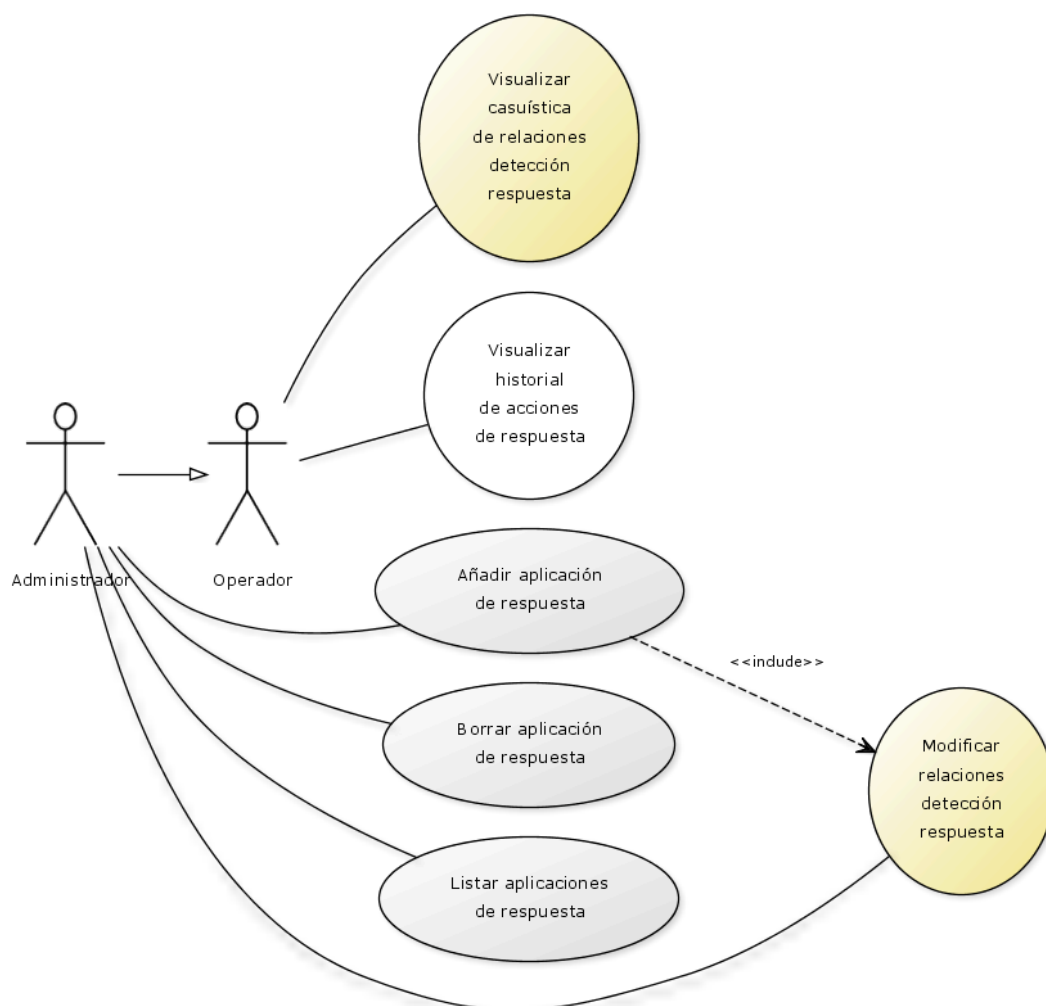 Visualizar
casuística
de relaciones
detección
respuesta
Visualizar
historial
de acciones
de respuesta
Administrador
Operador
Añadir aplicación
de respuesta
<<include>>
Borrar aplicación
de respuesta
Modificar
relaciones
detección
respuesta
Listar aplicaciones
de respuesta